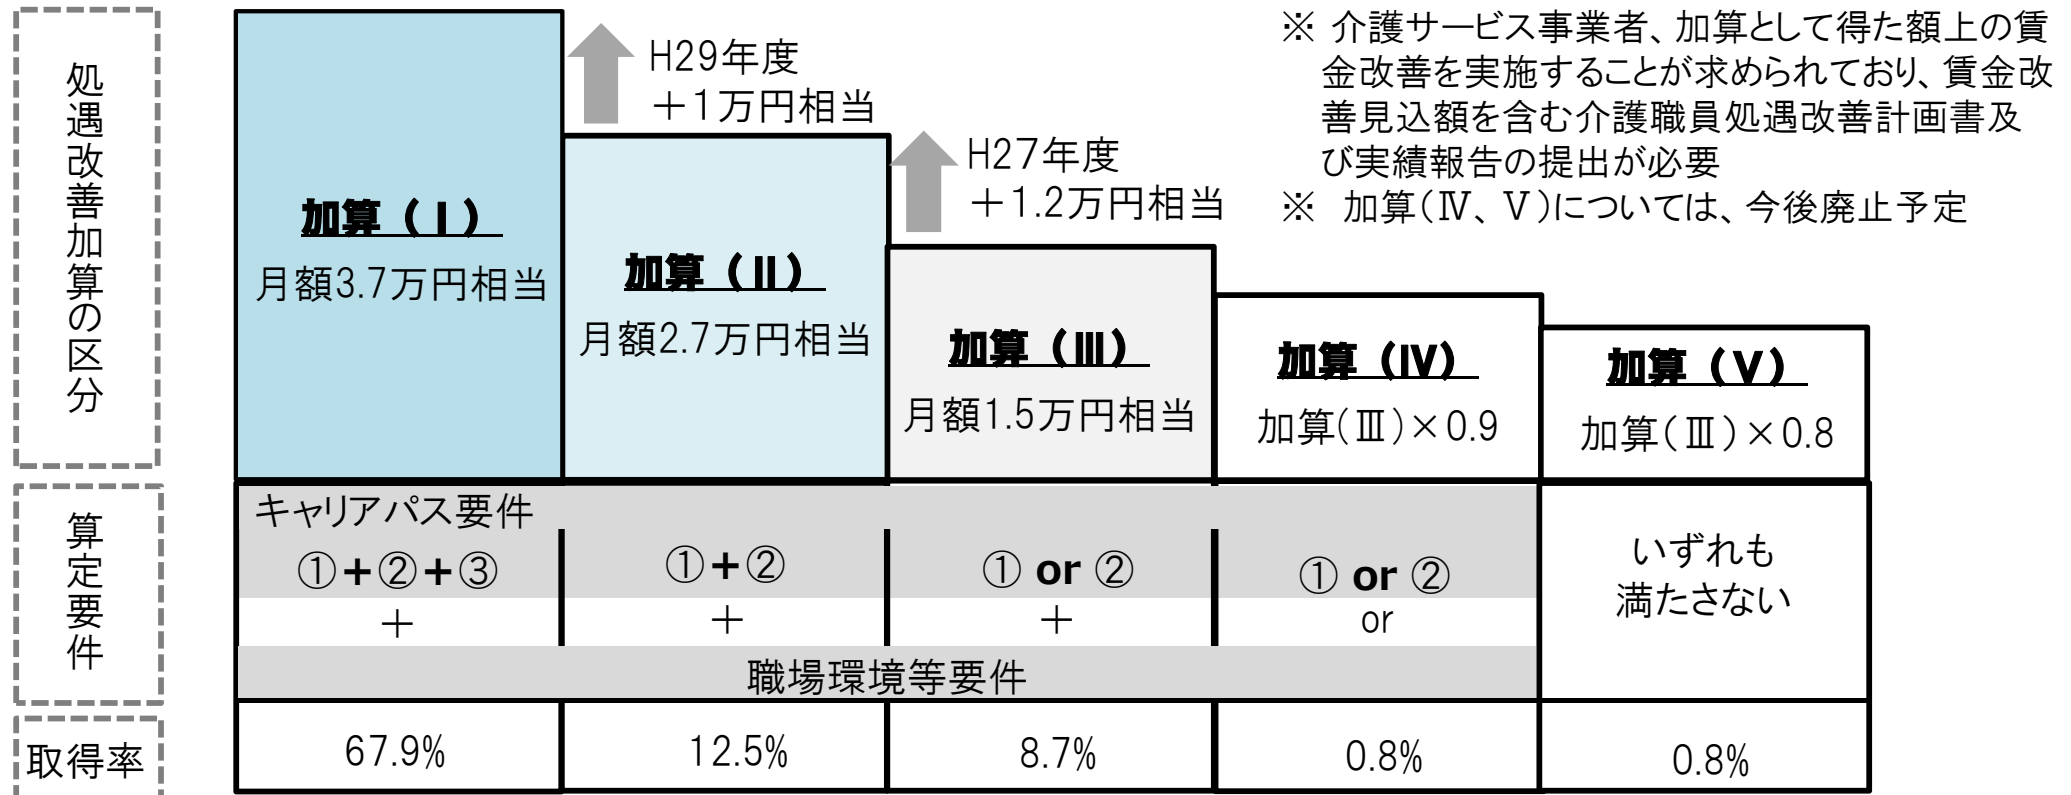 処遇改善加算の区分
H29年度
＋1万円相当
H27年度
＋1.2万円相当
※ 介護サービス事業者、加算として得た額上の賃
金改善を実施することが求められており、賃金改
善見込額を含む介護職員処遇改善計画書及
び実績報告の提出が必要
※ 加算(Ⅳ、Ⅴ)については、今後廃止予定
加算（Ⅰ）
月額3.7万円相当
加算（Ⅱ）
月額2.7万円相当
加算（Ⅲ）
月額1.5万円相当
加算（Ⅳ）
加算(Ⅲ)×0.9
加算（Ⅴ）
加算(Ⅲ)×0.8
算定要件
キャリアパス要件
①+②+③
＋
①+②
＋
① or ②
＋
① or ②
or
いずれも
満たさない
職場環境等要件
取得率
67.9%
12.5%
8.7%
0.8%
0.8%